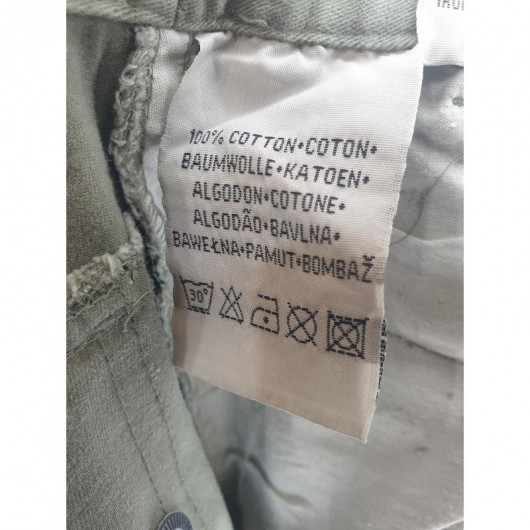 100% COTTON•COTON•
BAUMWOLLE•KATOEN•
ALGODON•COTONE•
ALGODÃO•BAVLNA•
BAWEŁNA•PAMUT•BOMBAŽ
30°